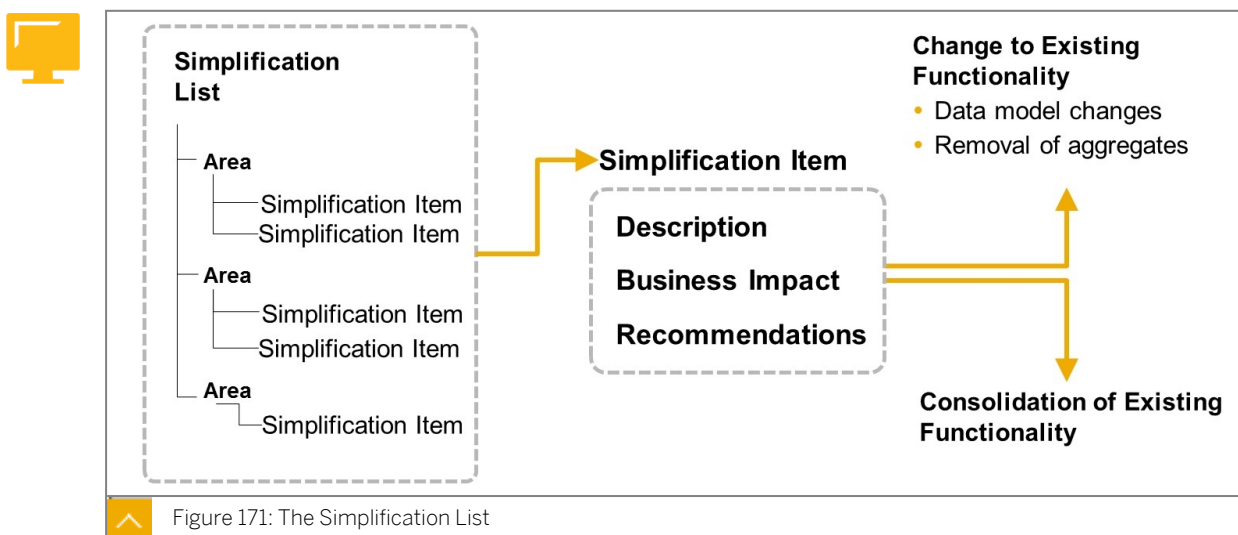 Simplification
List
Area
Simplification Item
Simplification Item
Area
Simplification Item
Simplification Item
Area
Simplification Item
Simplification Item
Description
Business Impact
Recommendations
Change to Existing
Functionality
• Data model changes
• Removal of aggregates
Consolidation of Existing
Functionality
Figure 171: The Simplification List